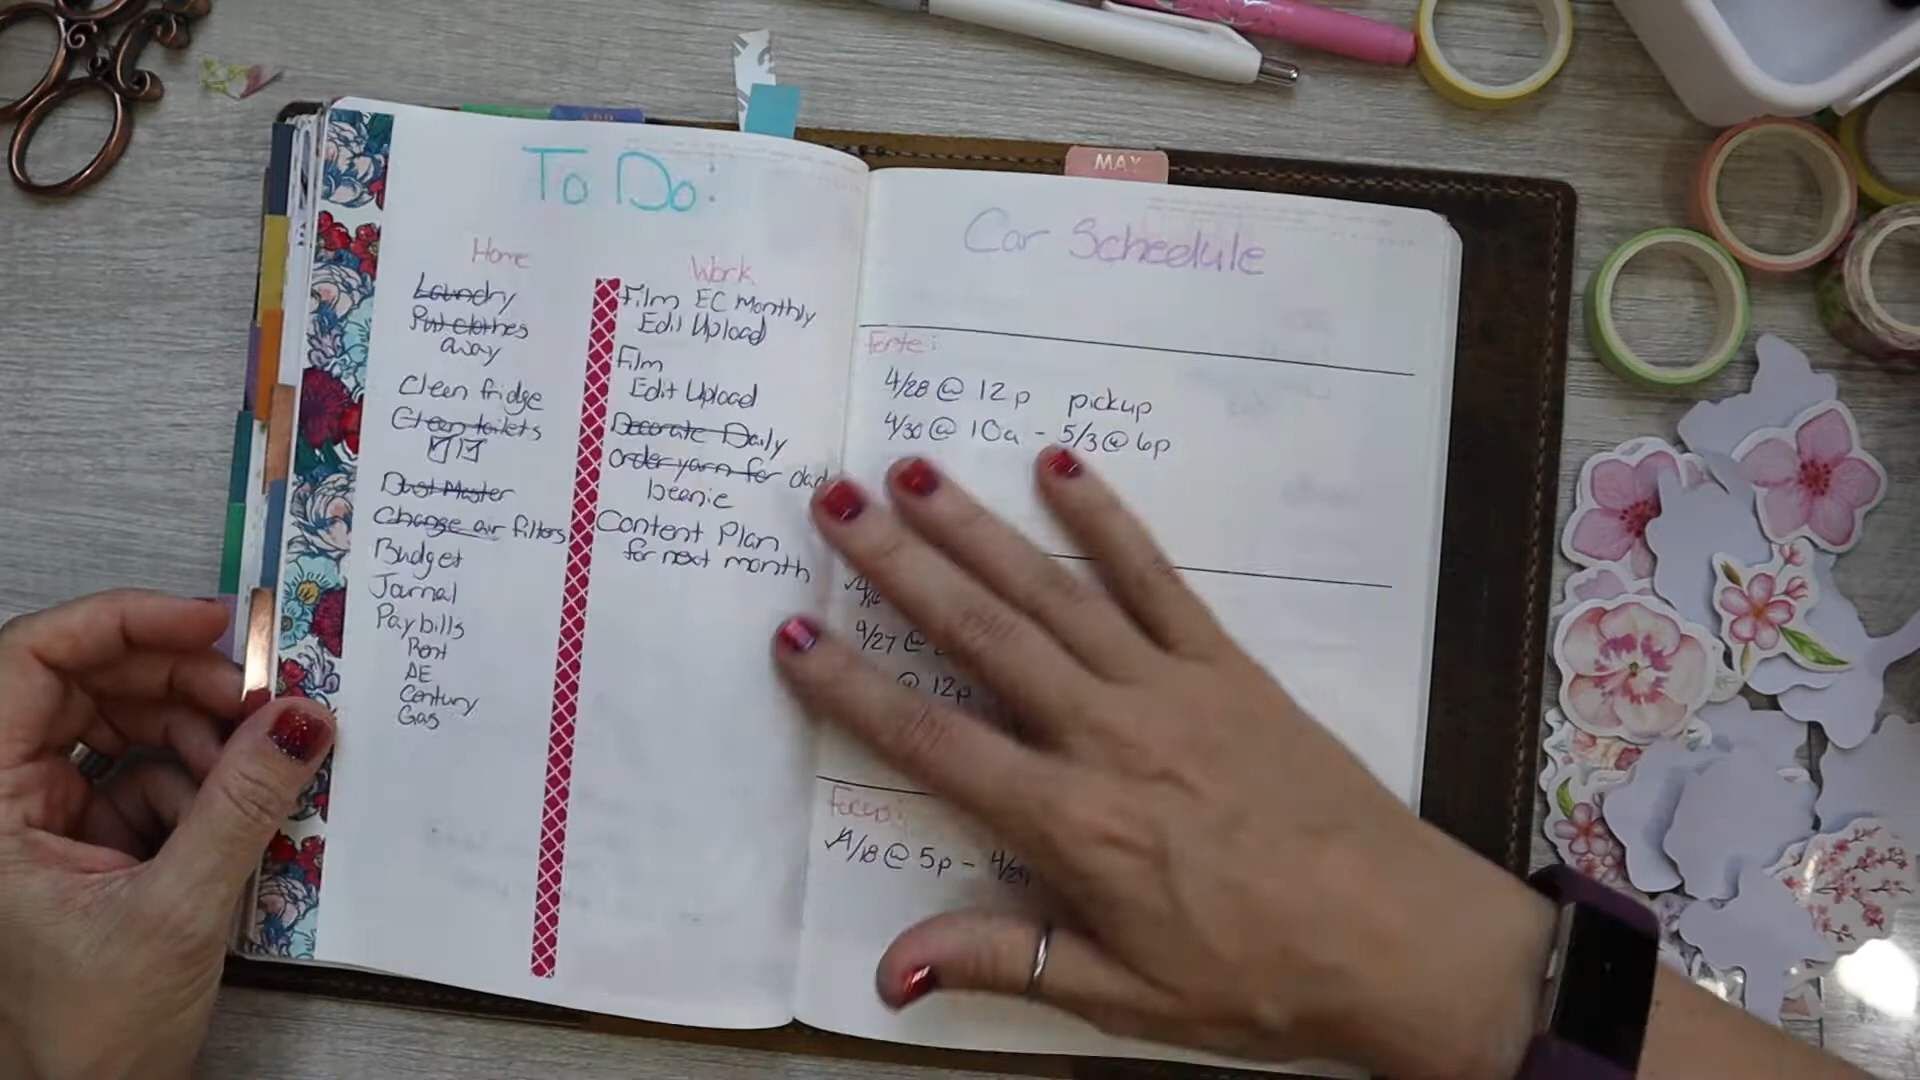 To Do:
Home
Laundry
Put clothes
away
Clean fridge
Clean toilets
Dust Master
Change air filters
Budget
Journal
Pay bills
Rent
AE
Century
Gas
Work
Film EC Monthly
Edit Upload
Film
Edit Upload
Decorate Daily
Order yarn for dad
beanie
Content Plan
for next month
MAY
Car Schedule
Forte:
4/28 @ 12p pickup
4/30 @ 10a - 5/3 @ 6p
9/27 @
@ 12p
Focus:
4/18 @ 5p -